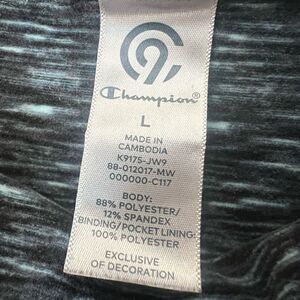 C9
Champion®
L
MADE IN
CAMBODIA
K9175-JW9
88-012017-MW
000000-C117
BODY:
88% POLYESTER/
12% SPANDEX
BINDING/POCKET LINING:
100% POLYESTER
EXCLUSIVE
OF DECORATION